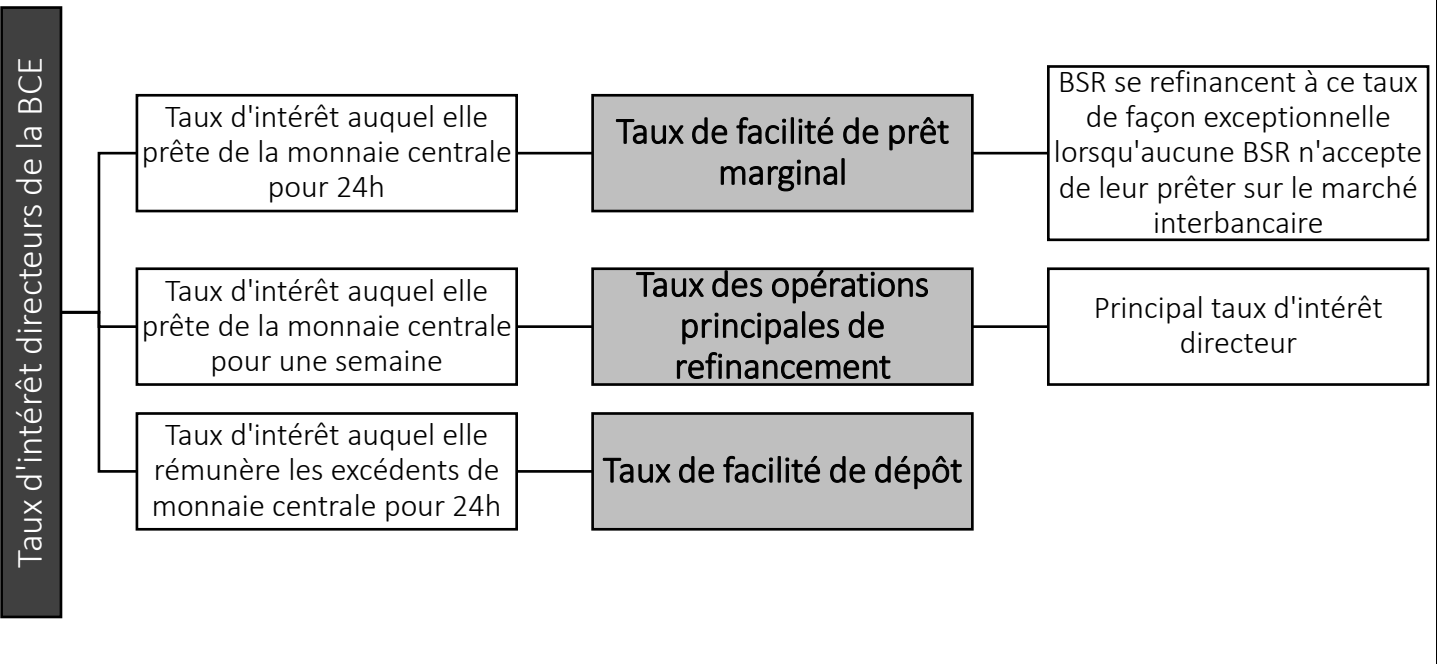 Taux d'intérêt directeurs de la BCE
Taux d'intérêt auquel elle
prête de la monnaie centrale
pour 24h
Taux de facilité de prêt
marginal
BSR se refinancent à ce taux
de façon exceptionnelle
lorsqu'aucune BSR n'accepte
de leur prêter sur le marché
interbancaire
Taux d'intérêt auquel elle
prête de la monnaie centrale
pour une semaine
Taux des opérations
principales de
refinancement
Principal taux d'intérêt
directeur
Taux d'intérêt auquel elle
rémunère les excédents de
monnaie centrale pour 24h
Taux de facilité de dépôt